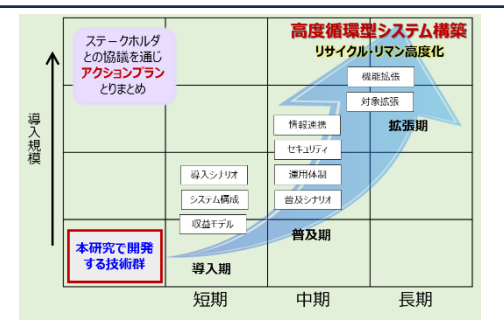 高度循環型システム構築
リサイクル・リマン高度化
ステークホルダ
との協議を通じ
アクションプラン
とりまとめ
機能拡張
対象拡張
拡張期
情報連携
セキュリティ
運用体制
普及シナリオ
普及期
導入シナリオ
システム構成
収益モデル
導入期
本研究で開発
する技術群
導入規模
短期
中期
長期